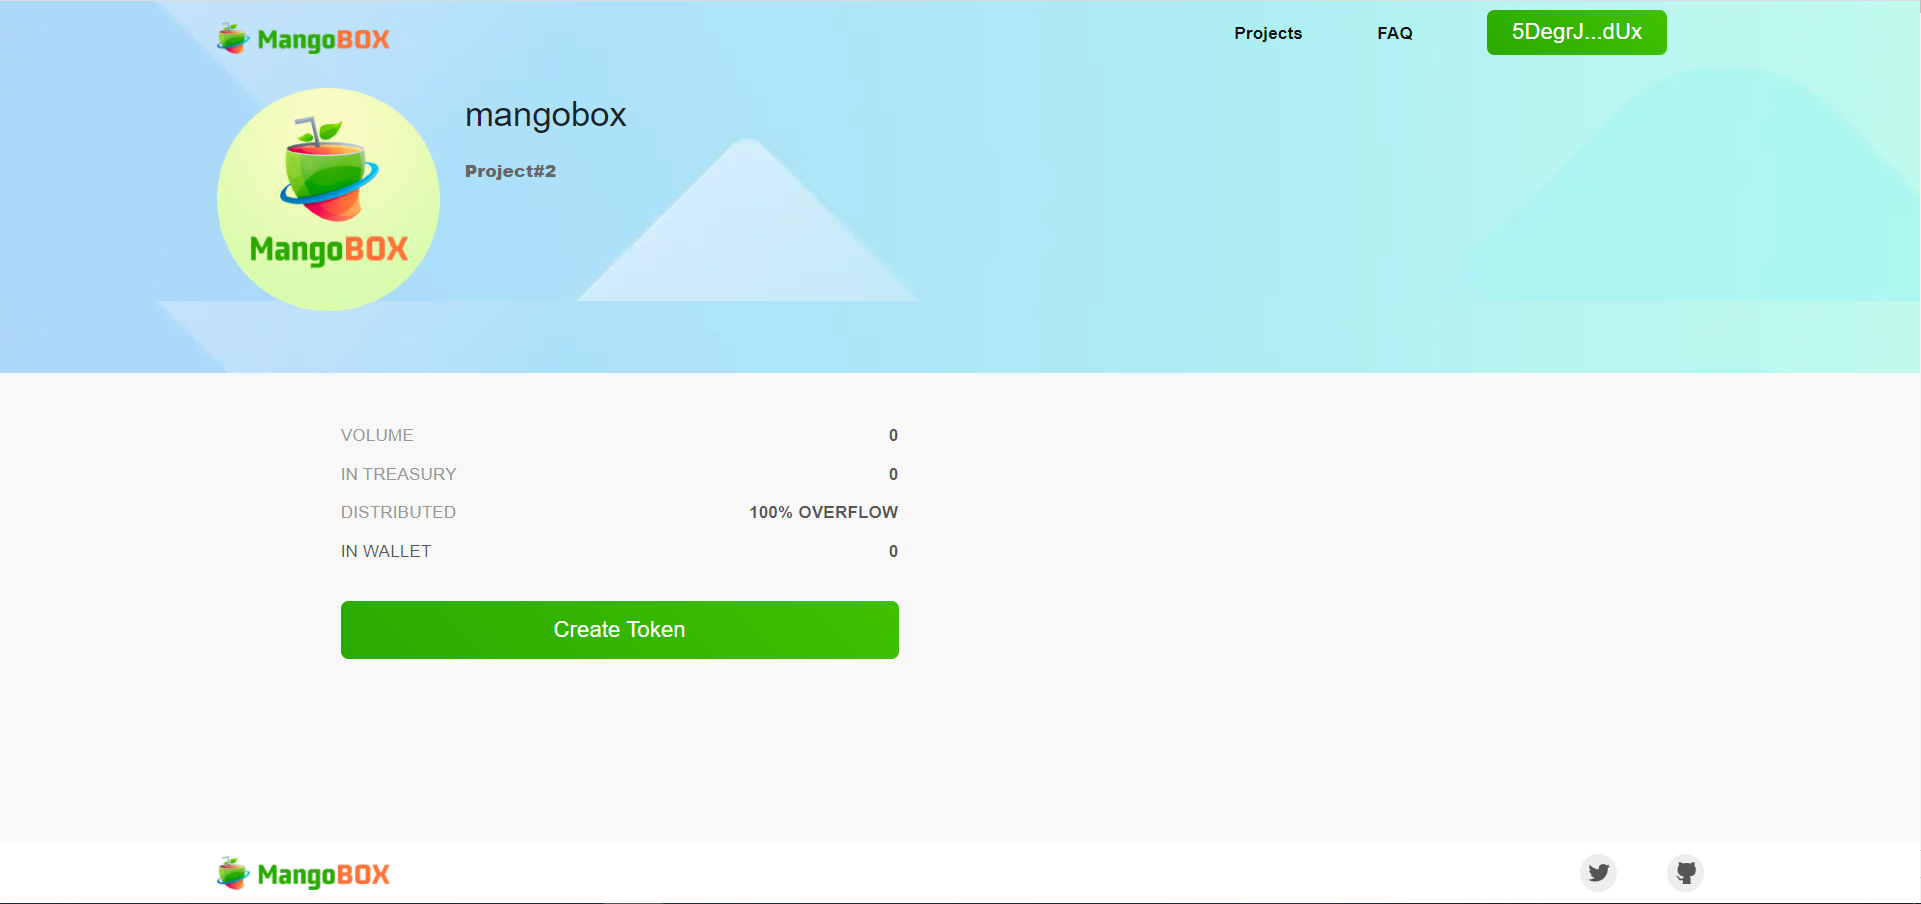 MangoBOX
Projects
FAQ
5DegrJ...dUx
mangobox
Project#2
MangoBOX
VOLUME 0
IN TREASURY 0
DISTRIBUTED 100% OVERFLOW
IN WALLET 0
Create Token
MangoBOX